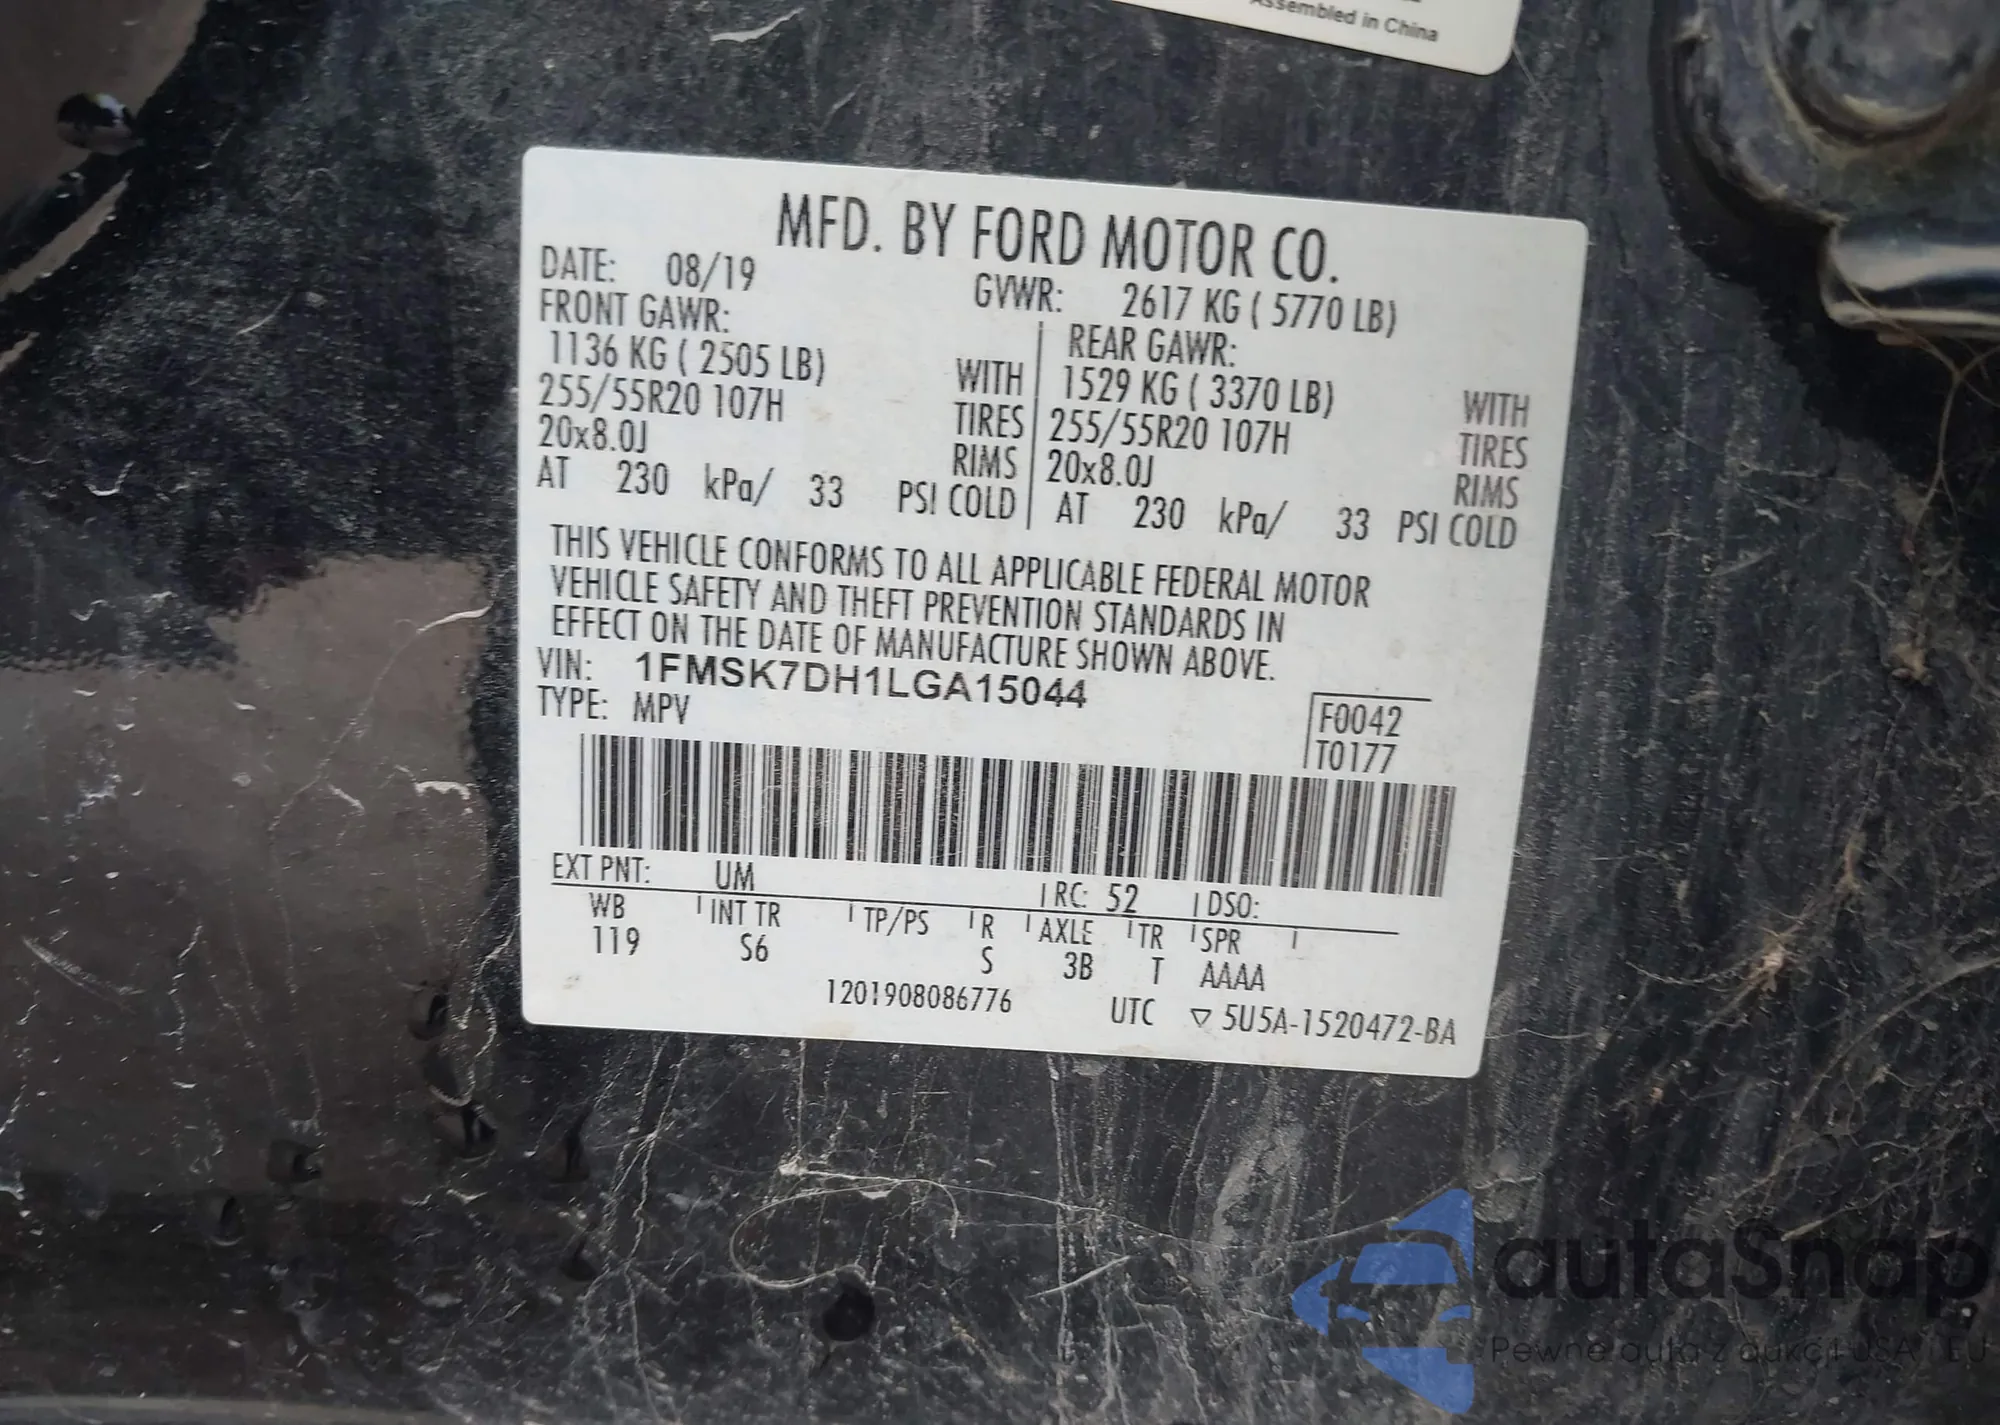 Assembled in China
MFD. BY FORD MOTOR CO.
DATE: 08/19 GVWR: 2617 KG ( 5770 LB)
FRONT GAWR: REAR GAWR:
1136 KG ( 2505 LB) WITH 1529 KG ( 3370 LB) WITH
255/55R20 107H TIRES 255/55R20 107H TIRES
20x8.0J RIMS 20x8.0J RIMS
AT 230 kPa/ 33 PSI COLD AT 230 kPa/ 33 PSI COLD
THIS VEHICLE CONFORMS TO ALL APPLICABLE FEDERAL MOTOR
VEHICLE SAFETY AND THEFT PREVENTION STANDARDS IN
EFFECT ON THE DATE OF MANUFACTURE SHOWN ABOVE.
VIN: 1FMSK7DH1LGA15044
TYPE: MPV
F0042
T0177
EXT PNT: UM RC: 52 DSO:
WB INT TR TP/PS R AXLE TR SPR
119 S6 S 3B T AAAA
1201908086776 UTC ▽ 5U5A-1520472-BA
autaSnap
Pewne auta z aukcji USA i EU